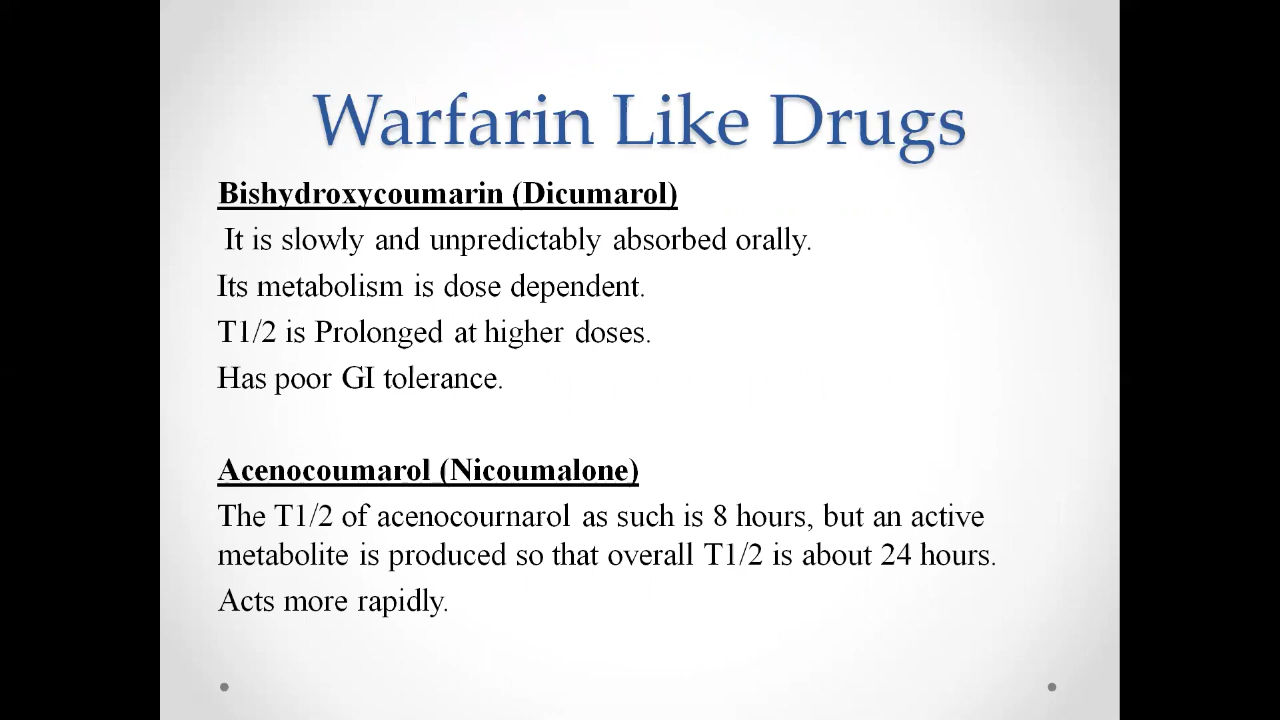 Warfarin Like Drugs
Bishydroxycoumarin (Dicumarol)
It is slowly and unpredictably absorbed orally.
Its metabolism is dose dependent.
T1/2 is Prolonged at higher doses.
Has poor GI tolerance.
Acenocoumarol (Nicoumalone)
The T1/2 of acenocournarol as such is 8 hours, but an active
metabolite is produced so that overall T1/2 is about 24 hours.
Acts more rapidly.